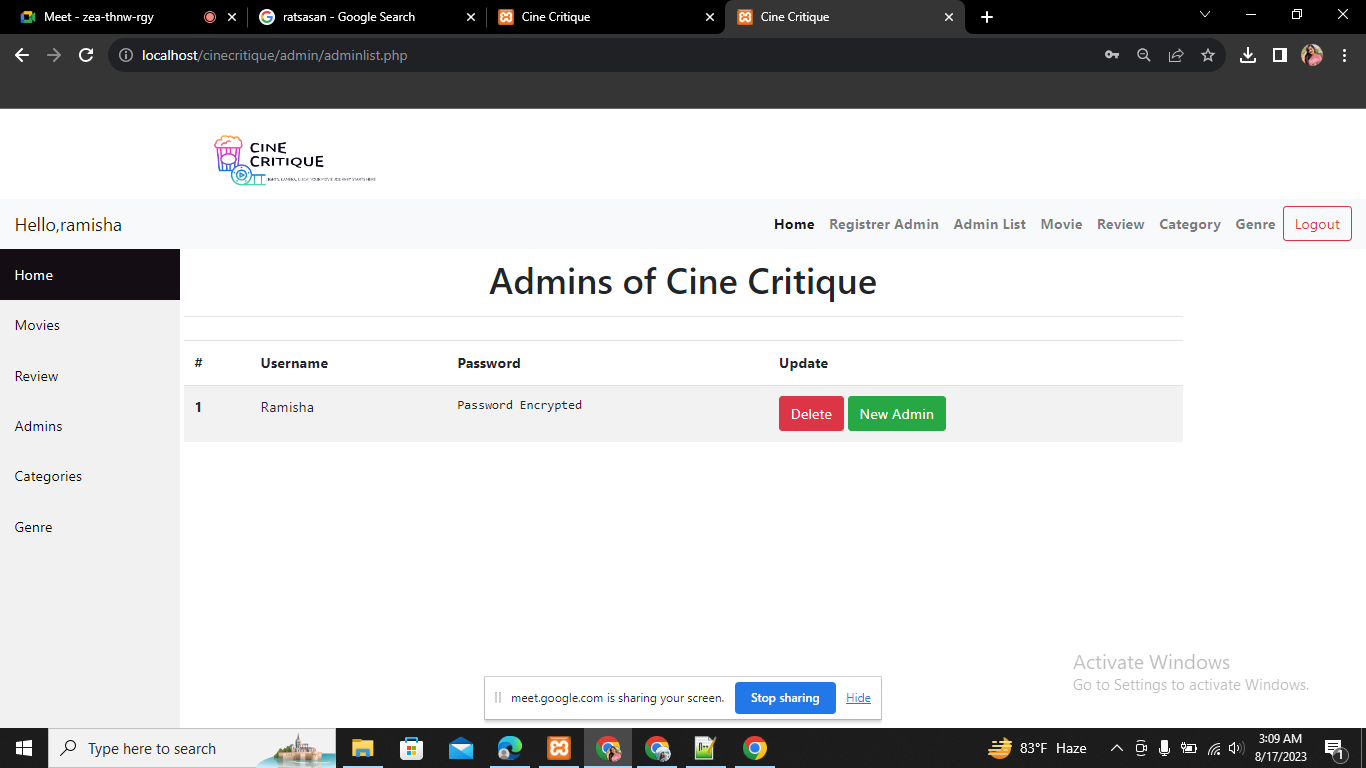 Meet - zea-thnw-rgy
ratsasan - Google Search
Cine Critique
Cine Critique
localhost/cinecritique/admin/adminlist.php
CINE
CRITIQUE
Hello,ramisha
Home Registrer Admin Admin List Movie Review Category Genre Logout
Home
Movies
Review
Admins
Categories
Genre
Admins of Cine Critique
# Username Password Update
1 Ramisha Password Encrypted Delete New Admin
Activate Windows
Go to Settings to activate Windows.
meet.google.com is sharing your screen. Stop sharing Hide
Type here to search
83°F Haze
3:09 AM
8/17/2023
1